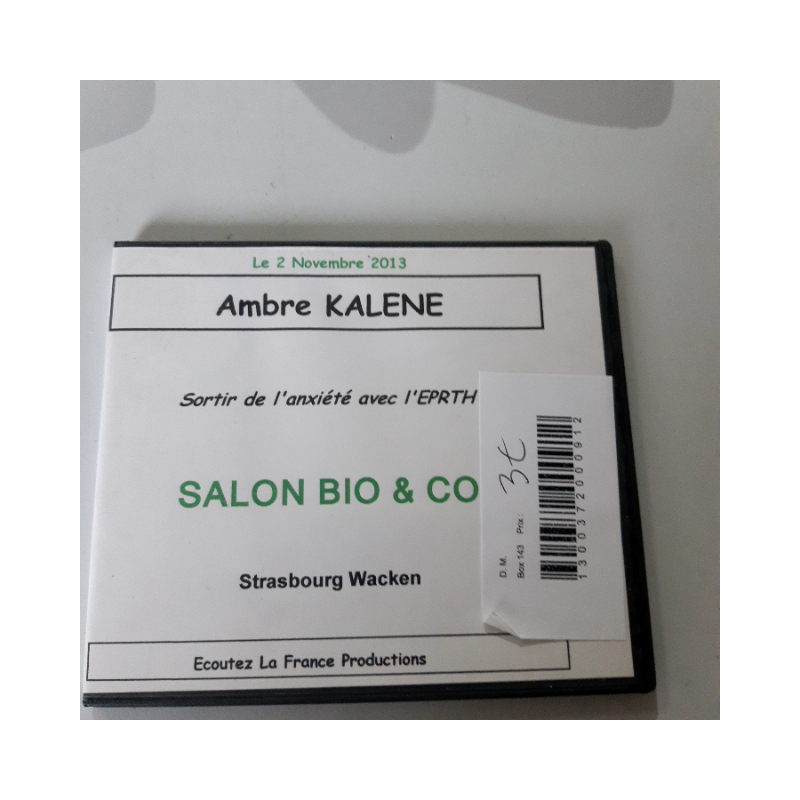 Le 2 Novembre 2013
Ambre KALENE
Sortir de l'anxiété avec l'EPRTH
SALON BIO & CO
Strasbourg Wacken
Ecoutez La France Productions
D. M.
Box 143 Prix : 3€
1300372000912